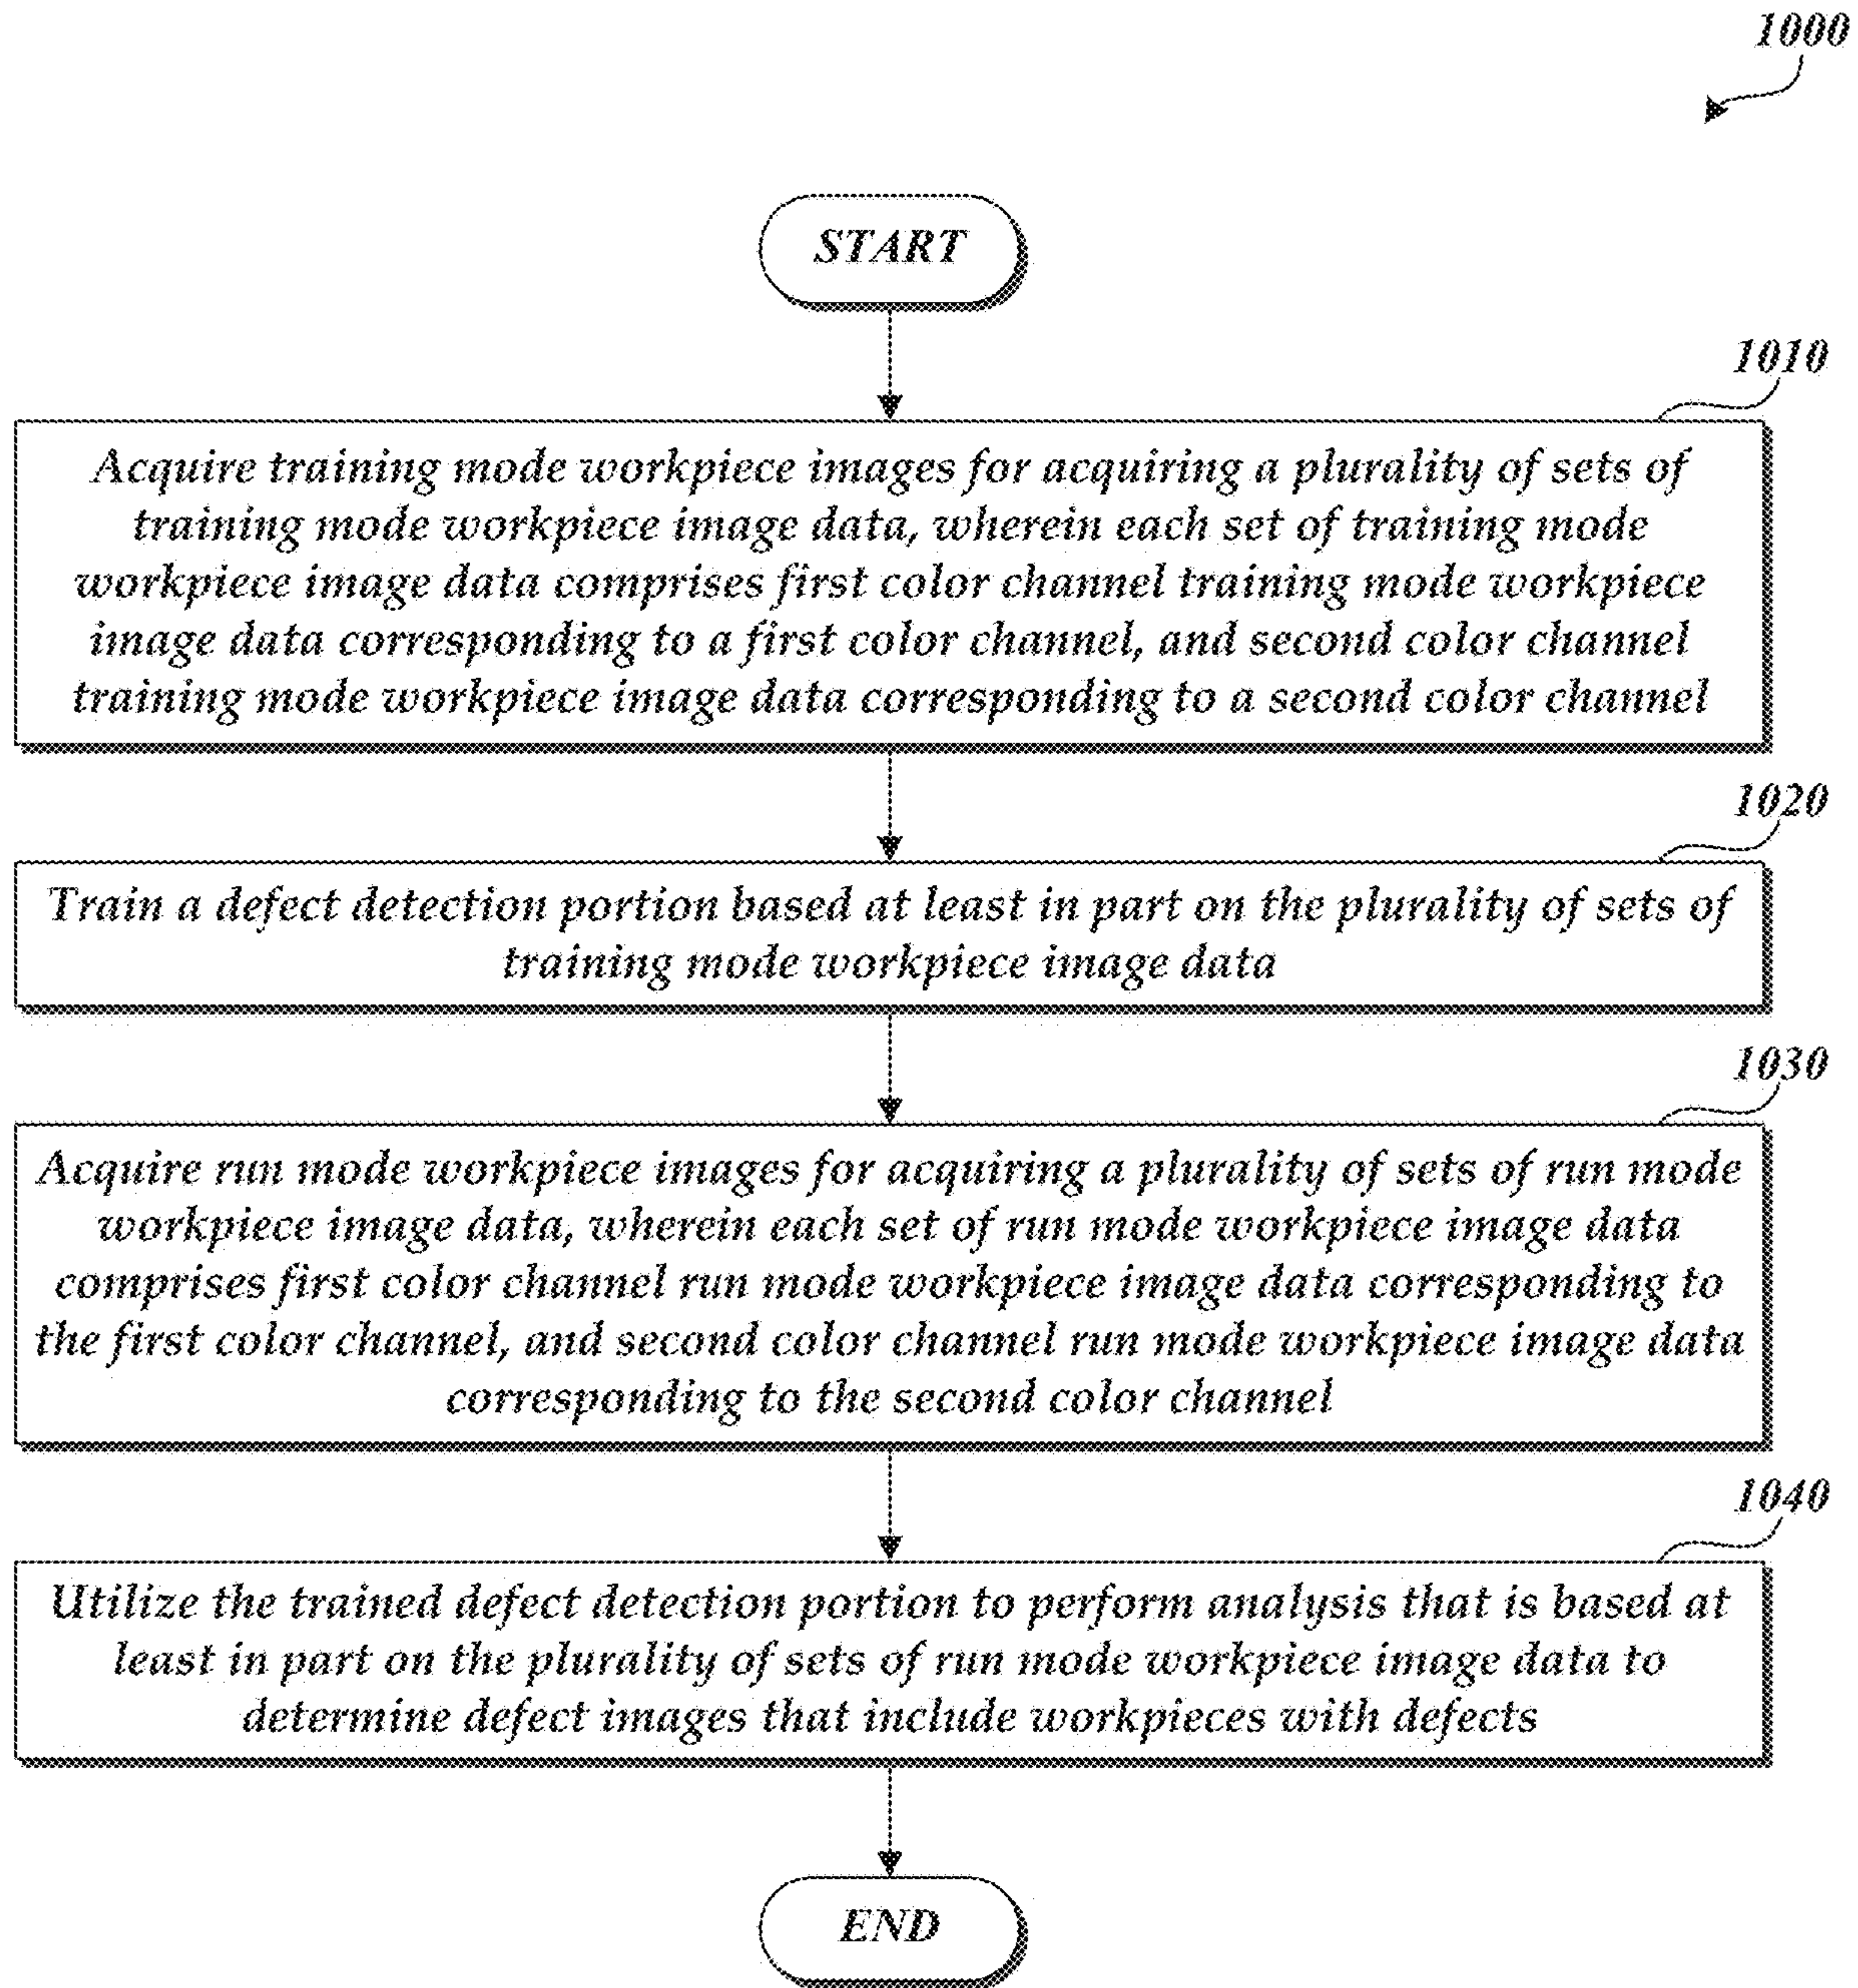 1000
START
1010
Acquire training mode workpiece images for acquiring a plurality of sets of
training mode workpiece image data, wherein each set of training mode
workpiece image data comprises first color channel training mode workpiece
image data corresponding to a first color channel, and second color channel
training mode workpiece image data corresponding to a second color channel
1020
Train a defect detection portion based at least in part on the plurality of sets of
training mode workpiece image data
1030
Acquire run mode workpiece images for acquiring a plurality of sets of run mode
workpiece image data, wherein each set of run mode workpiece image data
comprises first color channel run mode workpiece image data corresponding to
the first color channel, and second color channel run mode workpiece image data
corresponding to the second color channel
1040
Utilize the trained defect detection portion to perform analysis that is based at
least in part on the plurality of sets of run mode workpiece image data to
determine defect images that include workpieces with defects
END